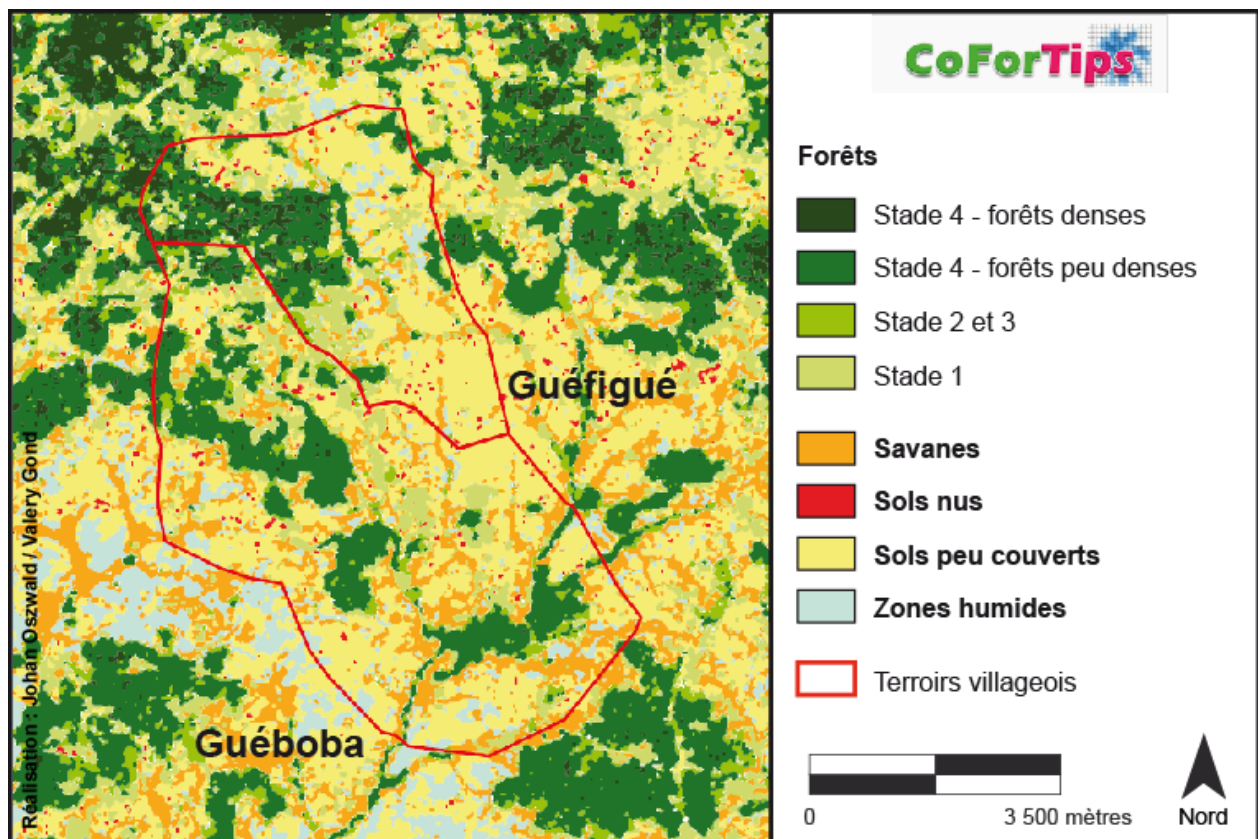 CoForTips
Forêts
Stade 4 - forêts denses
Stade 4 - forêts peu denses
Stade 2 et 3
Stade 1
Savanes
Sols nus
Sols peu couverts
Zones humides
Terroirs villageois
0
3 500 mètres
Nord
Guéfigué
Guéboba
Réalisation : Johan Oszwald / Valery Gond